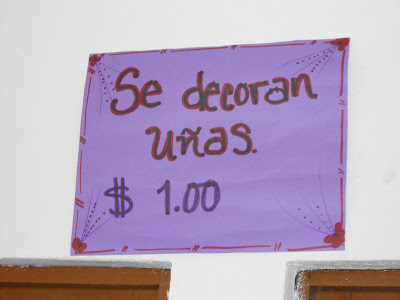 Se decoran
uñas.
$ 1.00